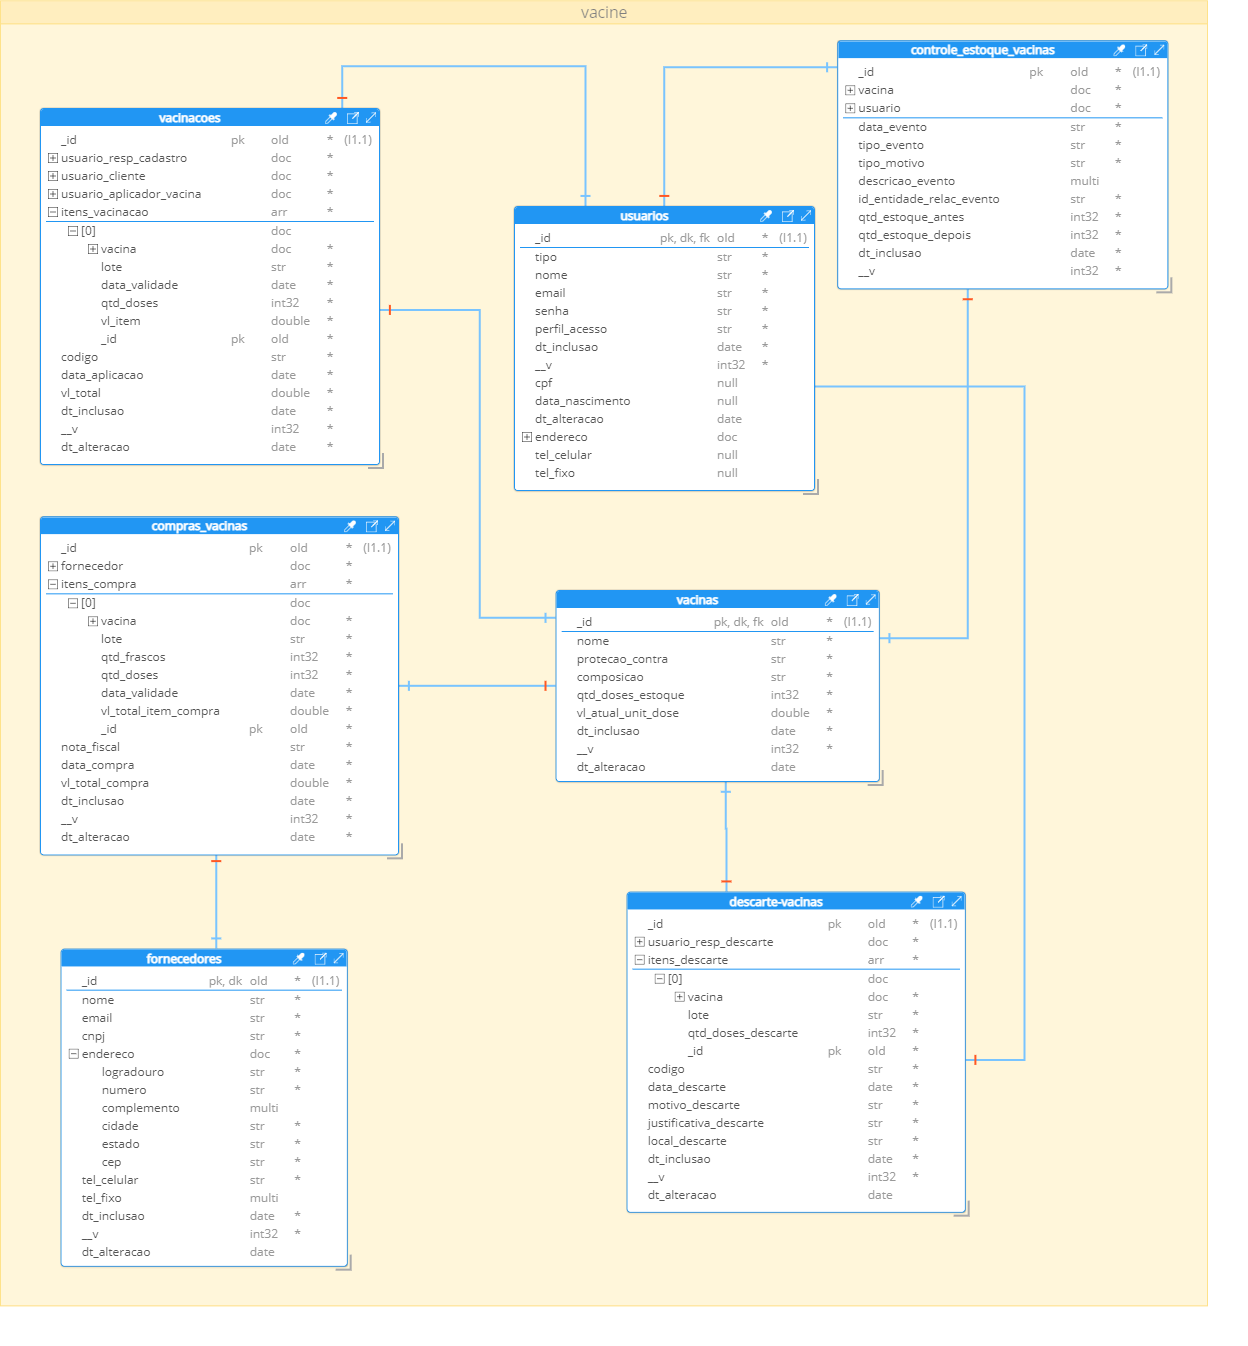 vacine
controle_estoque_vacinas
_id pk oId * (I1.1)
vacina doc *
usuario doc *
data_evento str *
tipo_evento str *
tipo_motivo str *
descricao_evento multi
id_entidade_relac_evento str *
qtd_estoque_antes int32 *
qtd_estoque_depois int32 *
dt_inclusao date *
__v int32 *
vacinacoes
_id pk oId * (I1.1)
usuario_resp_cadastro doc *
usuario_cliente doc *
usuario_aplicador_vacina doc *
itens_vacinacao arr *
[0] doc
vacina doc *
lote str *
data_validade date *
qtd_doses int32 *
vl_item double *
_id pk oId *
codigo str *
data_aplicacao date *
vl_total double *
dt_inclusao date *
__v int32 *
dt_alteracao date *
usuarios
_id pk, dk, fk oId * (I1.1)
tipo str *
nome str *
email str *
senha str *
perfil_acesso str *
dt_inclusao date *
__v int32 *
cpf null
data_nascimento null
dt_alteracao date
endereco doc
tel_celular null
tel_fixo null
compras_vacinas
_id pk oId * (I1.1)
fornecedor doc *
itens_compra arr *
[0] doc
vacina doc *
lote str *
qtd_frascos int32 *
qtd_doses int32 *
data_validade date *
vl_total_item_compra double *
_id pk oId *
nota_fiscal str *
data_compra date *
vl_total_compra double *
dt_inclusao date *
__v int32 *
dt_alteracao date *
vacinas
_id pk, dk, fk oId * (I1.1)
nome str *
protecao_contra str *
composicao str *
qtd_doses_estoque int32 *
vl_atual_unit_dose double *
dt_inclusao date *
__v int32 *
dt_alteracao date
fornecedores
_id pk, dk oId * (I1.1)
nome str *
email str *
cnpj str *
endereco doc *
logradouro str *
numero str *
complemento multi
cidade str *
estado str *
cep str *
tel_celular str *
tel_fixo multi
dt_inclusao date *
__v int32 *
dt_alteracao date
descarte-vacinas
_id pk oId * (I1.1)
usuario_resp_descarte doc *
itens_descarte arr *
[0] doc
vacina doc *
lote str *
qtd_doses_descarte int32 *
_id pk oId *
codigo str *
data_descarte date *
motivo_descarte str *
justificativa_descarte str *
local_descarte str *
dt_inclusao date *
__v int32 *
dt_alteracao date